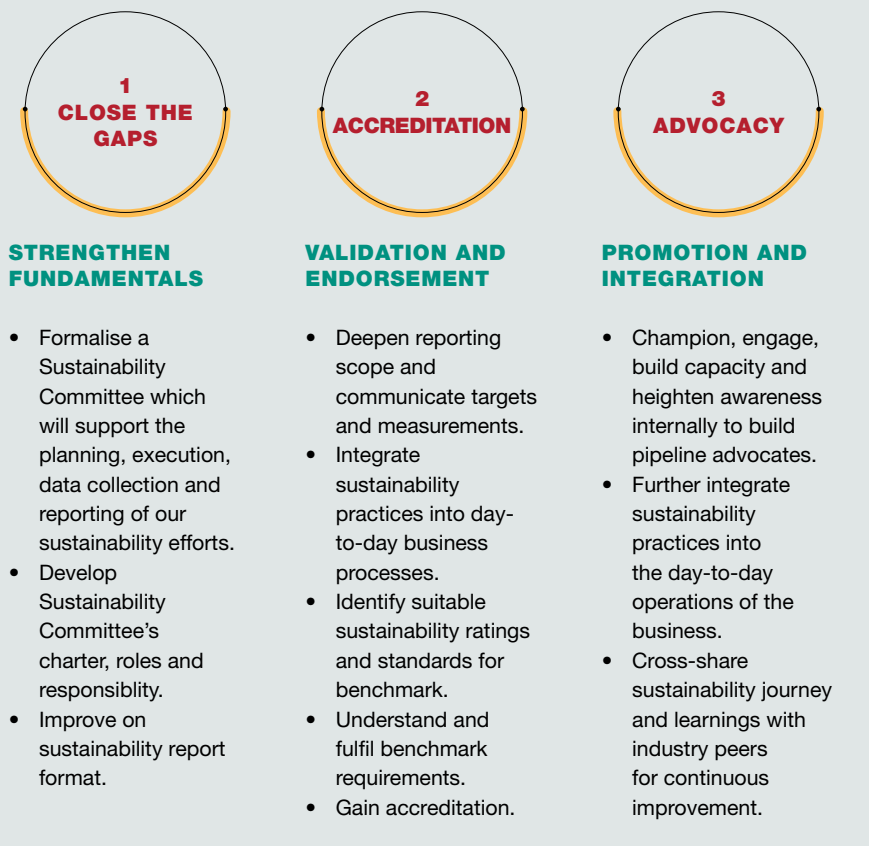 1
CLOSE THE
GAPS
STRENGTHEN
FUNDAMENTALS
• Formalise a
Sustainability
Committee which
will support the
planning, execution,
data collection and
reporting of our
sustainability efforts.
• Develop
Sustainability
Committee’s
charter, roles and
responsiblity.
• Improve on
sustainability report
format.
2
ACCREDITATION
VALIDATION AND
ENDORSEMENT
• Deepen reporting
scope and
communicate targets
and measurements.
• Integrate
sustainability
practices into day-
to-day business
processes.
• Identify suitable
sustainability ratings
and standards for
benchmark.
• Understand and
fulfil benchmark
requirements.
• Gain accreditation.
3
ADVOCACY
PROMOTION AND
INTEGRATION
• Champion, engage,
build capacity and
heighten awareness
internally to build
pipeline advocates.
• Further integrate
sustainability
practices into
the day-to-day
operations of the
business.
• Cross-share
sustainability journey
and learnings with
industry peers
for continuous
improvement.